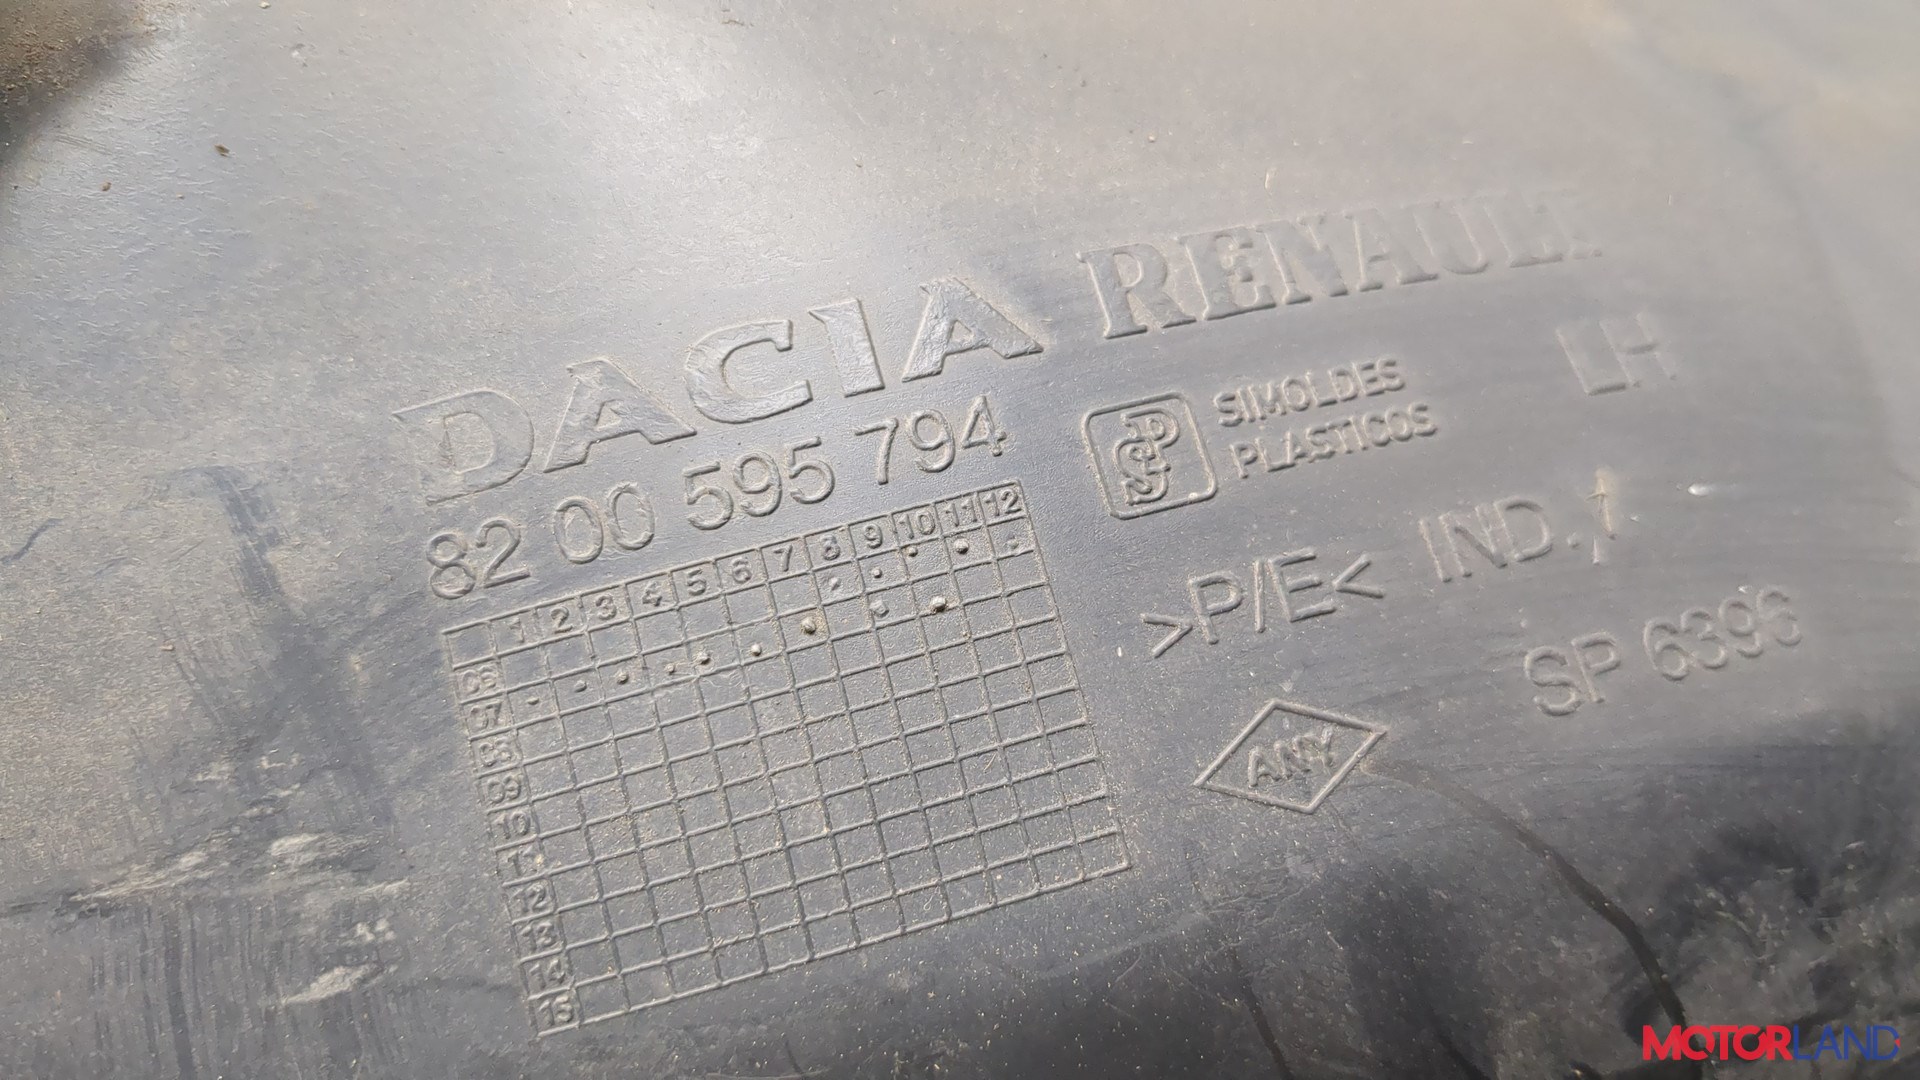 DACIA RENAULT
82 00 595 794
SIMOLDES
PLASTICOS
LH
>P/E< IND.
SP 6396
ANY
1 2 3 4 5 6 7 8 9 10 11 12
06
07
08
09
10
11
12
13
14
15
MOTORLAND